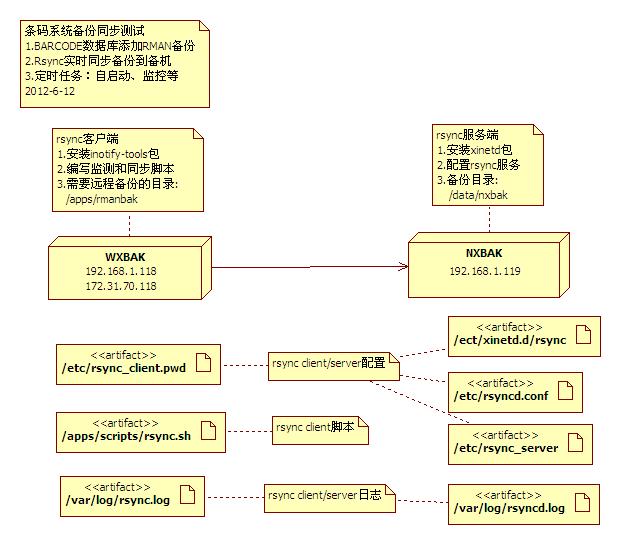 条码系统备份同步测试
1.BARCODE数据库添加RMAN备份
2.Rsync实时同步备份到备机
3.定时任务：自启动、监控等
2012-6-12
rsync客户端
1.安装inotify-tools包
2.编写监测和同步脚本
3.需要远程备份的目录:
/apps/rmanbak
rsync服务端
1.安装xinetd包
2.配置rsync服务
3.备份目录:
/data/nxbak
WXBAK
192.168.1.118
172.31.70.118
NXBAK
192.168.1.119
<<artifact>>
/etc/rsync_client.pwd
rsync client/server配置
<<artifact>>
/ect/xinetd.d/rsync
<<artifact>>
/etc/rsyncd.conf
<<artifact>>
/apps/scripts/rsync.sh
rsync client脚本
<<artifact>>
/etc/rsync_server
<<artifact>>
/var/log/rsync.log
rsync client/server日志
<<artifact>>
/var/log/rsyncd.log